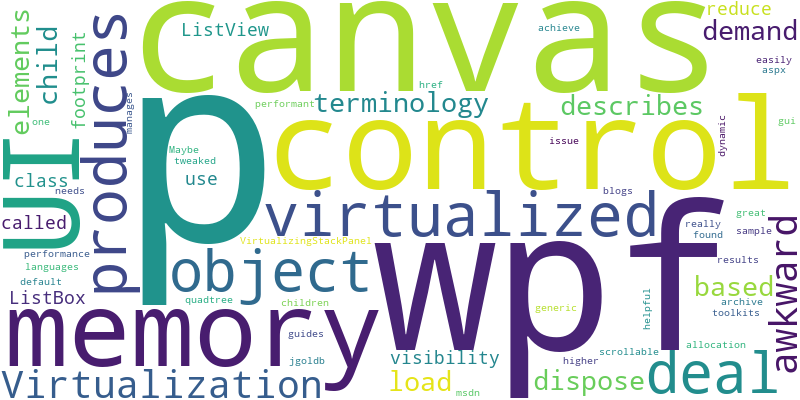 canvas
reduce
ListView
achieve
demand
elements
child
footprint
produces
href
easily
aspx
performant
terminology
describes
p
control
one
manages
dynamic
gui
issue
Maybe
tweaked
UI
class
use
needs
blogs
virtualized
great
called
really
sample
found
VirtualizingStackPanel
wpf
awkward
performance
languages
default
object
results
based
quadtree
children
generic
helpful
archive
toolkits
ListBox
memory
guides
jgoldb
visibility
higher
scrollable
allocation
deal
Virtualization
load
msdn
dispose